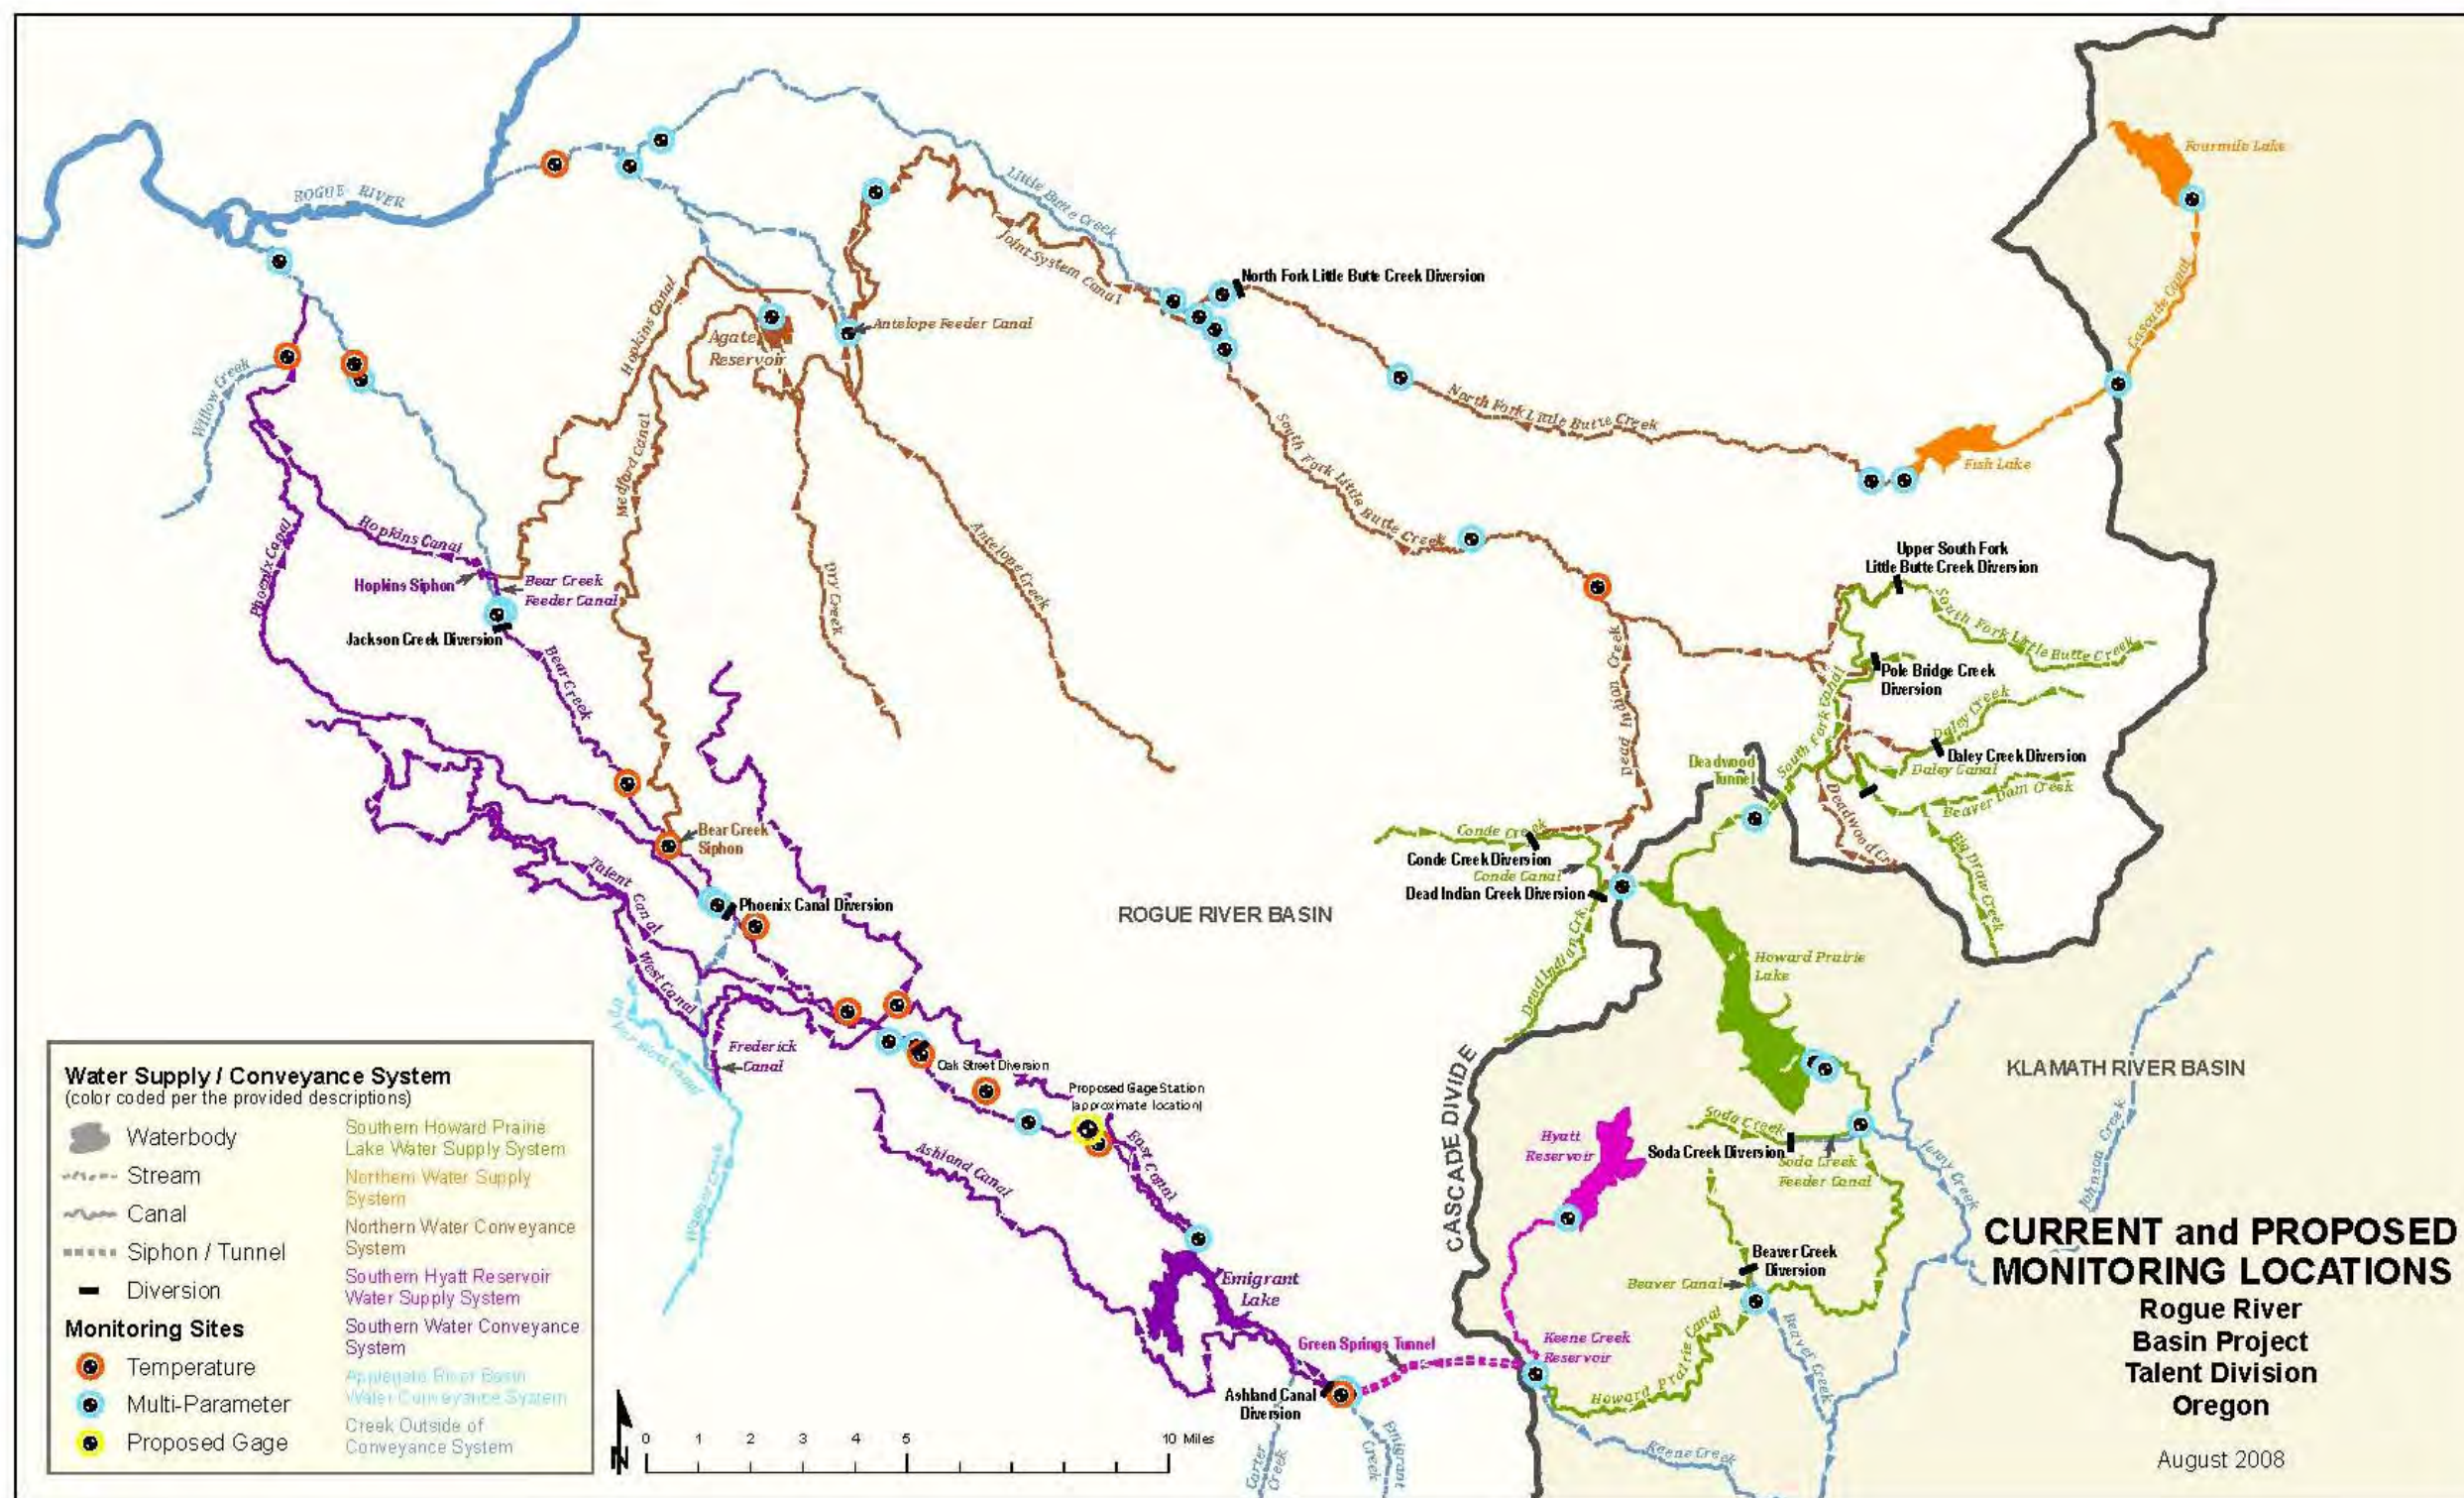 Fourmile Lake
ROGUE RIVER
Little Butte Creek
Joint System Canal
North Fork Little Butte Creek Diversion
Cascade Canal
Hopkins Canal
Agate
Reservoir
Antelope Feeder Canal
Willow Creek
North Fork Little Butte Creek
Fish Lake
South Fork Little Butte Creek
Medford Canal
Phoenix Canal
Hopkins Canal
Hopkins Siphon
Bear Creek
Feeder Canal
Jackson Creek Diversion
Bear Creek
Dry Creek
Antelope Creek
Upper South Fork
Little Butte Creek Diversion
South Fork Little Butte Creek
Pole Bridge Creek
Diversion
Dead Indian Creek
South Fork Canal
Daley Creek
Daley Creek Diversion
Daley Canal
Beaver Dam Creek
Deadwood
Tunnel
Deadwood Cr
Big Draw Creek
Conde Creek
Conde Creek Diversion
Conde Canal
Dead Indian Creek Diversion
Dead Indian Crk
Bear Creek
Siphon
Phoenix Canal Diversion
Talent Canal
West Canal
ROGUE RIVER BASIN
Howard Prairie
Lake
KLAMATH RIVER BASIN
CASCADE DIVIDE
Frederick
Canal
Oak Street Diversion
Proposed Gage Station
(approximate location)
East Canal
Ashland Canal
Hyatt
Reservoir
Soda Creek
Soda Creek Diversion
Soda Creek
Feeder Canal
Jenny Creek
Johnson Creek
Beaver Creek
Diversion
Beaver Canal
Beaver Creek
Emigrant
Lake
Green Springs Tunnel
Keene Creek
Reservoir
Howard Prairie Canal
Ashland Canal
Diversion
Carter
Creek
Emigrant
Creek
Keene Creek
Water Supply / Conveyance System
(color coded per the provided descriptions)
Waterbody
Stream
Canal
Siphon / Tunnel
Diversion
Monitoring Sites
Temperature
Multi-Parameter
Proposed Gage
Southern Howard Prairie
Lake Water Supply System
Northern Water Supply
System
Northern Water Conveyance
System
Southern Hyatt Reservoir
Water Supply System
Southern Water Conveyance
System
Applegate River Basin
Water Conveyance System
Creek Outside of
Conveyance System
N
0 1 2 3 4 5 10 Miles
CURRENT and PROPOSED
MONITORING LOCATIONS
Rogue River
Basin Project
Talent Division
Oregon
August 2008